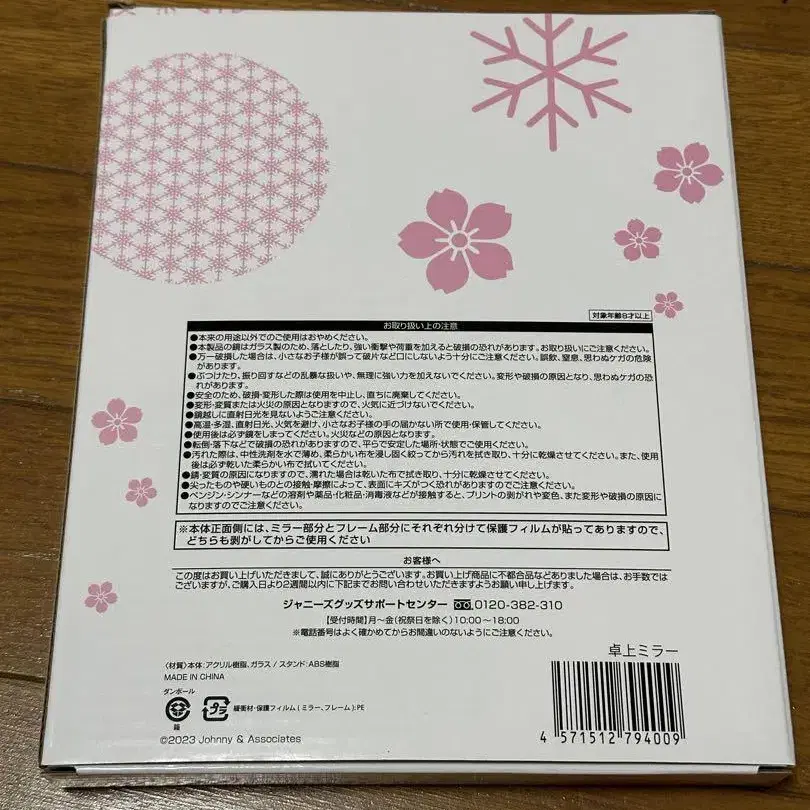 対象年齢8才以上
お取り扱い上の注意
●本来の用途以外でのご使用はおやめください。
●本製品の鏡はガラス製のため、落としたり、強い衝撃や荷重を加えると破損の恐れがあります。お取り扱いにご注意ください。
●万一破損した場合は、小さなお子様が誤って破片など口にしないよう十分にご注意ください。誤飲、窒息、思わぬケガの危険
があります。
●ぶつけたり、振り回すなどの乱暴な扱いや、無理に強い力を加えないでください。変形や破損の原因となり、思わぬケガの恐
れがあります。
●安全のため、破損・変形した際は使用を中止し、直ちに廃棄してください。
●変形・変質または火災の原因となりますので、火気に近づけないでください。
●鏡越しに直射日光を見ないようご注意ください。
●高温・多湿、直射日光、火気を避け、小さなお子様の手の届かない所で使用・保管してください。
●使用後は必ず鏡をしまってください。火災などの原因となります。
●転倒・落下などで破損の恐れがありますので、平らで安定した場所・状態でご使用ください。
●汚れた際は、中性洗剤を水で薄め、柔らかい布を浸し固く絞ってから汚れを拭き取り、十分に乾燥させてください。また、使用
後は必ず乾いた柔らかい布で拭いてください。
●錆・変質の原因になりますので、濡れた場合は乾いた布で拭き取り、十分に乾燥させてください。
●尖ったものや硬いものとの接触・摩擦によって、表面にキズがつく恐れがありますのでご注意ください。
●ベンジン・シンナーなどの溶剤や薬品・化粧品・消毒液などが接触すると、プリントの剥がれや変色、また変形や破損の原因に
なりますのでご注意ください。
※本体正面側には、ミラー部分とフレーム部分にそれぞれ分けて保護フィルムが貼ってありますので、
どちらも剥がしてからご使用ください
お客様へ
この度はお買い上げいただきまして、誠にありがとうございます。お買い上げ商品に不都合品などありました場合は、お手数では
ございますが、ご購入日より2週間以内に下記までお問い合わせいただきますようお願い申し上げます。
ジャニーズグッズサポートセンター 0120-382-310
【受付時間】月〜金(祝祭日を除く)10:00〜18:00
※電話番号はよく確かめてからお間違いのないようにご注意ください。
卓上ミラー
〈材質〉本体:アクリル樹脂、ガラス / スタンド:ABS樹脂
MADE IN CHINA
ダンボール
箱
プラ
緩衝材・保護フィルム(ミラー、フレーム):PE
©2023 Johnny & Associates
4 571512 794009